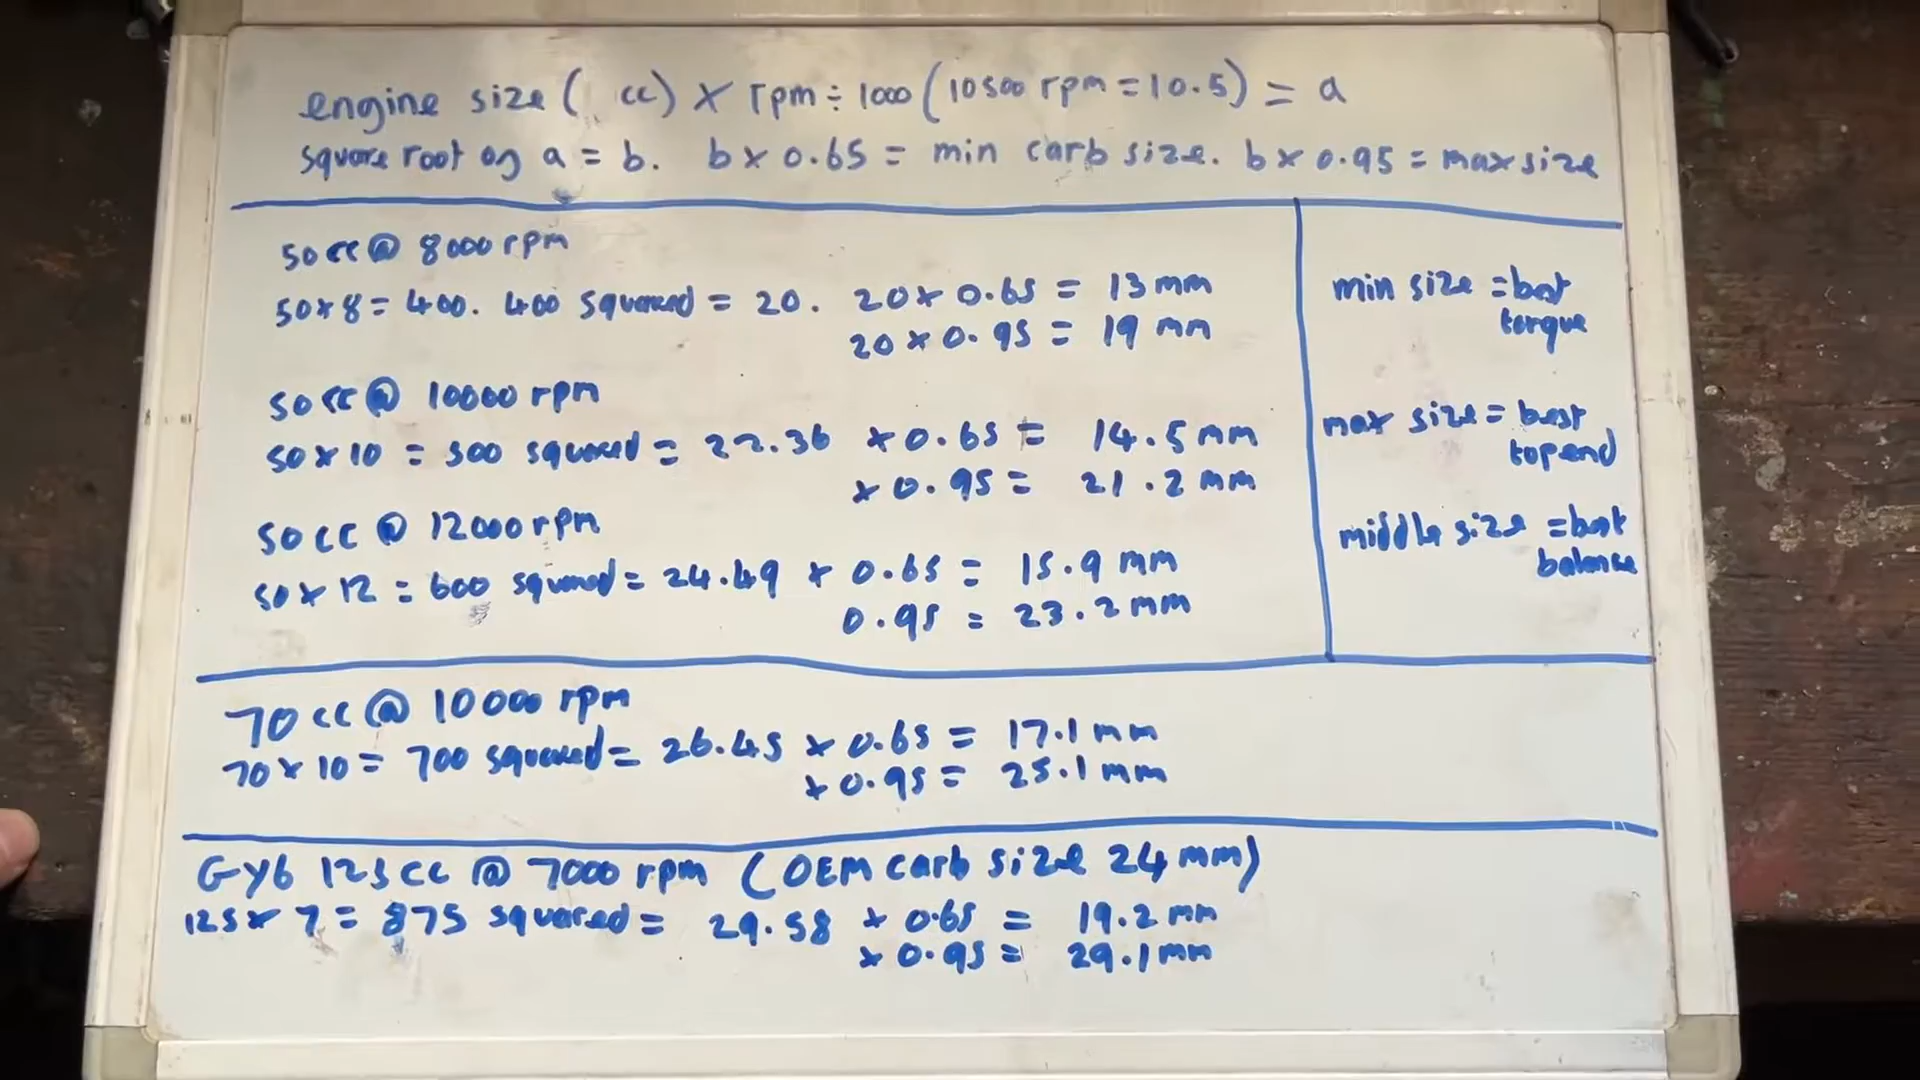 engine size ( cc) x rpm ÷ 1000 (10500 rpm = 10.5) = a
square root og a = b. b x 0.65 = min carb size. b x 0.95 = max size
50cc @ 8000 rpm
50 x 8 = 400. 400 squared = 20. 20 x 0.65 = 13 mm
20 x 0.95 = 19 mm
50cc @ 10000 rpm
50 x 10 = 500 squared = 22.36 x 0.65 = 14.5 mm
x 0.95 = 21.2 mm
50cc @ 12000 rpm
50 x 12 = 600 squared = 24.49 x 0.65 = 15.9 mm
0.95 = 23.2 mm
min size = best
torque
max size = best
top end
middle size = best
balance
70cc @ 10000 rpm
70 x 10 = 700 squared = 26.45 x 0.65 = 17.1 mm
x 0.95 = 25.1 mm
GY6 125cc @ 7000 rpm (OEM carb size 24 mm)
125 x 7 = 875 squared = 29.58 x 0.65 = 19.2 mm
x 0.95 = 29.1 mm